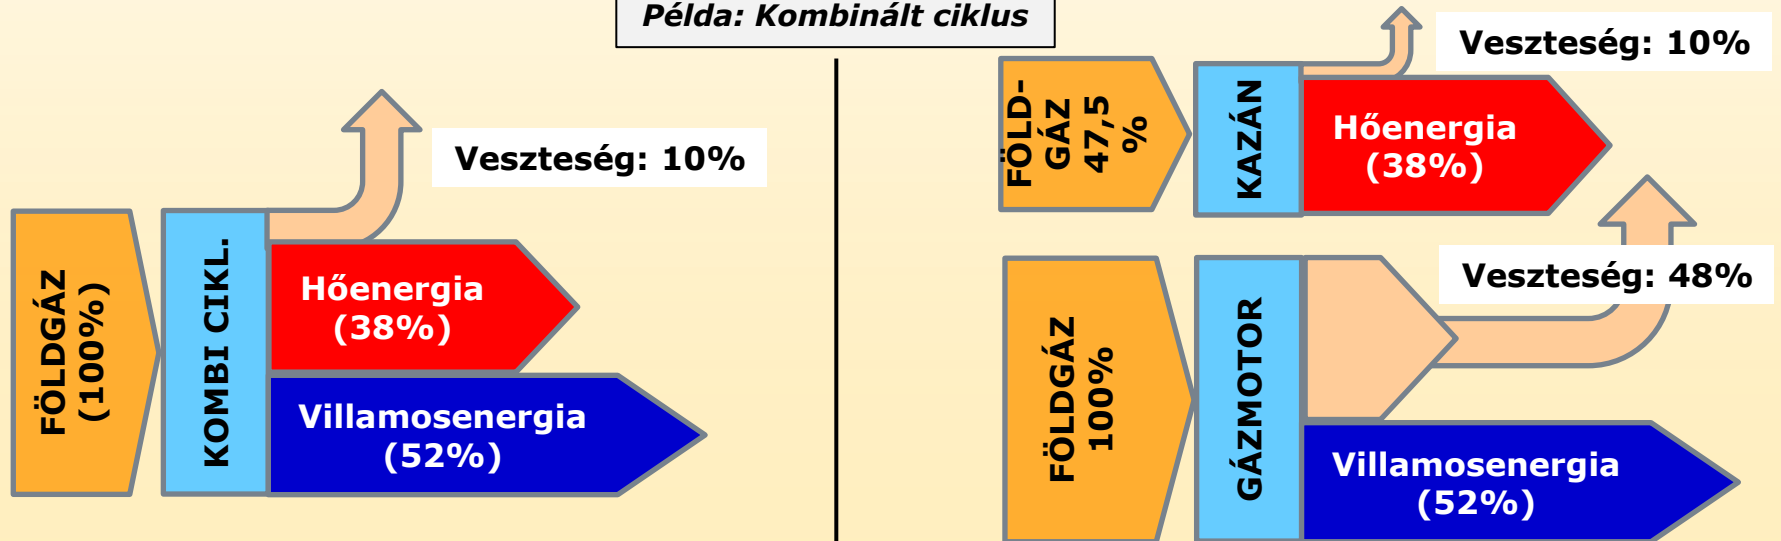 Példa: Kombinált ciklus
Veszteség: 10%
FÖLDGÁZ
(100%)
KOMBI CIKL.
Hőenergia
(38%)
Villamosenergia
(52%)
Veszteség: 10%
FÖLD-
GÁZ
47,5
%
KAZÁN
Hőenergia
(38%)
Veszteség: 48%
FÖLDGÁZ
100%
GÁZMOTOR
Villamosenergia
(52%)